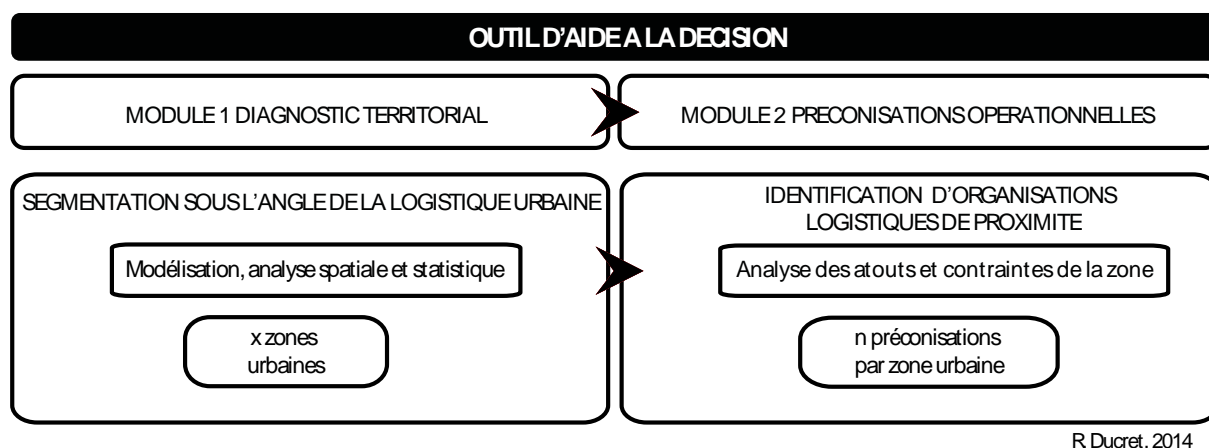 OUTIL D'AIDE A LA DECISION
MODULE 1 DIAGNOSTIC TERRITORIAL
MODULE 2 PRECONISATIONS OPERATIONNELLES
SEGMENTATION SOUS L'ANGLE DE LA LOGISTIQUE URBAINE
Modélisation, analyse spatiale et statistique
x zones
urbaines
IDENTIFICATION D'ORGANISATIONS
LOGISTIQUES DE PROXIMITE
Analyse des atouts et contraintes de la zone
n préconisations
par zone urbaine
R. Ducret, 2014